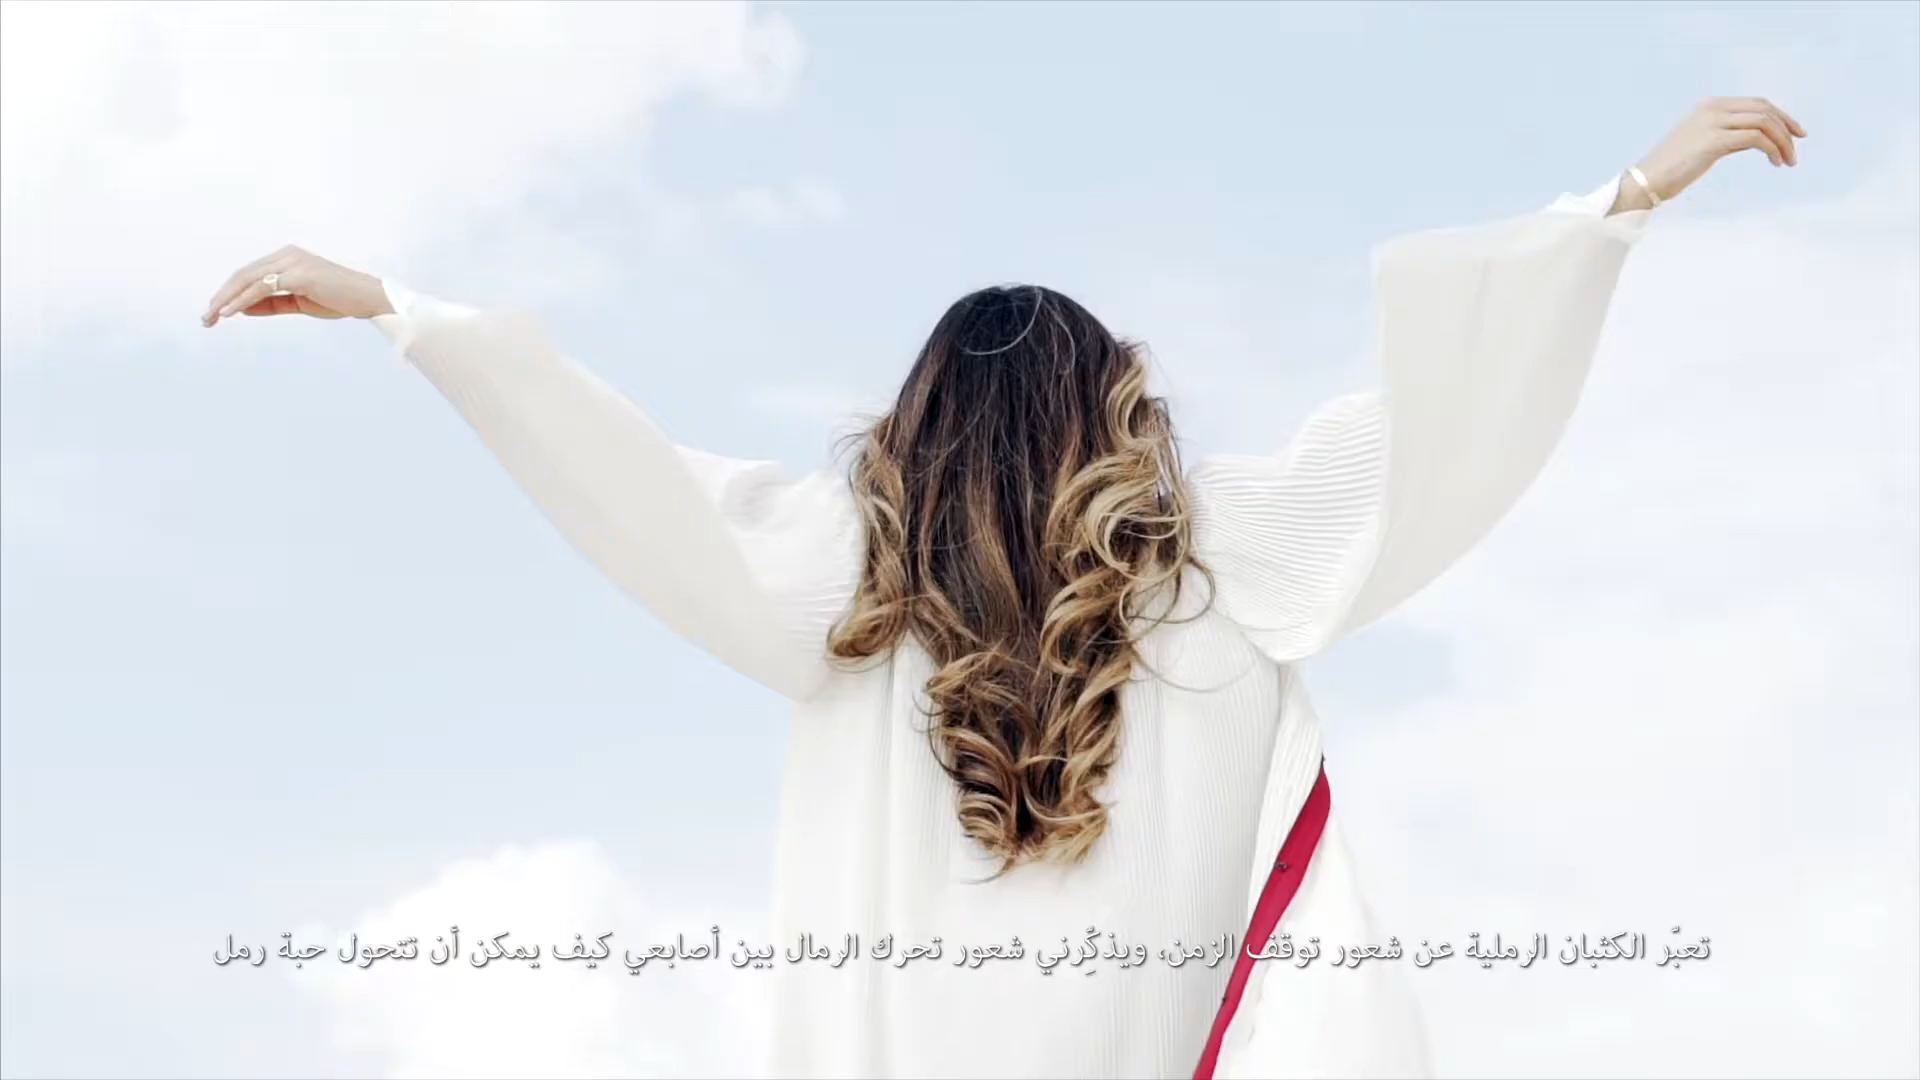 تعبَّر الكثبان الرملية عن شعور توقف الزمن، ويذكَِّرني شعور تحرك الرمال بين أصابعي كيف يمكن أن تتحول حبة رمل